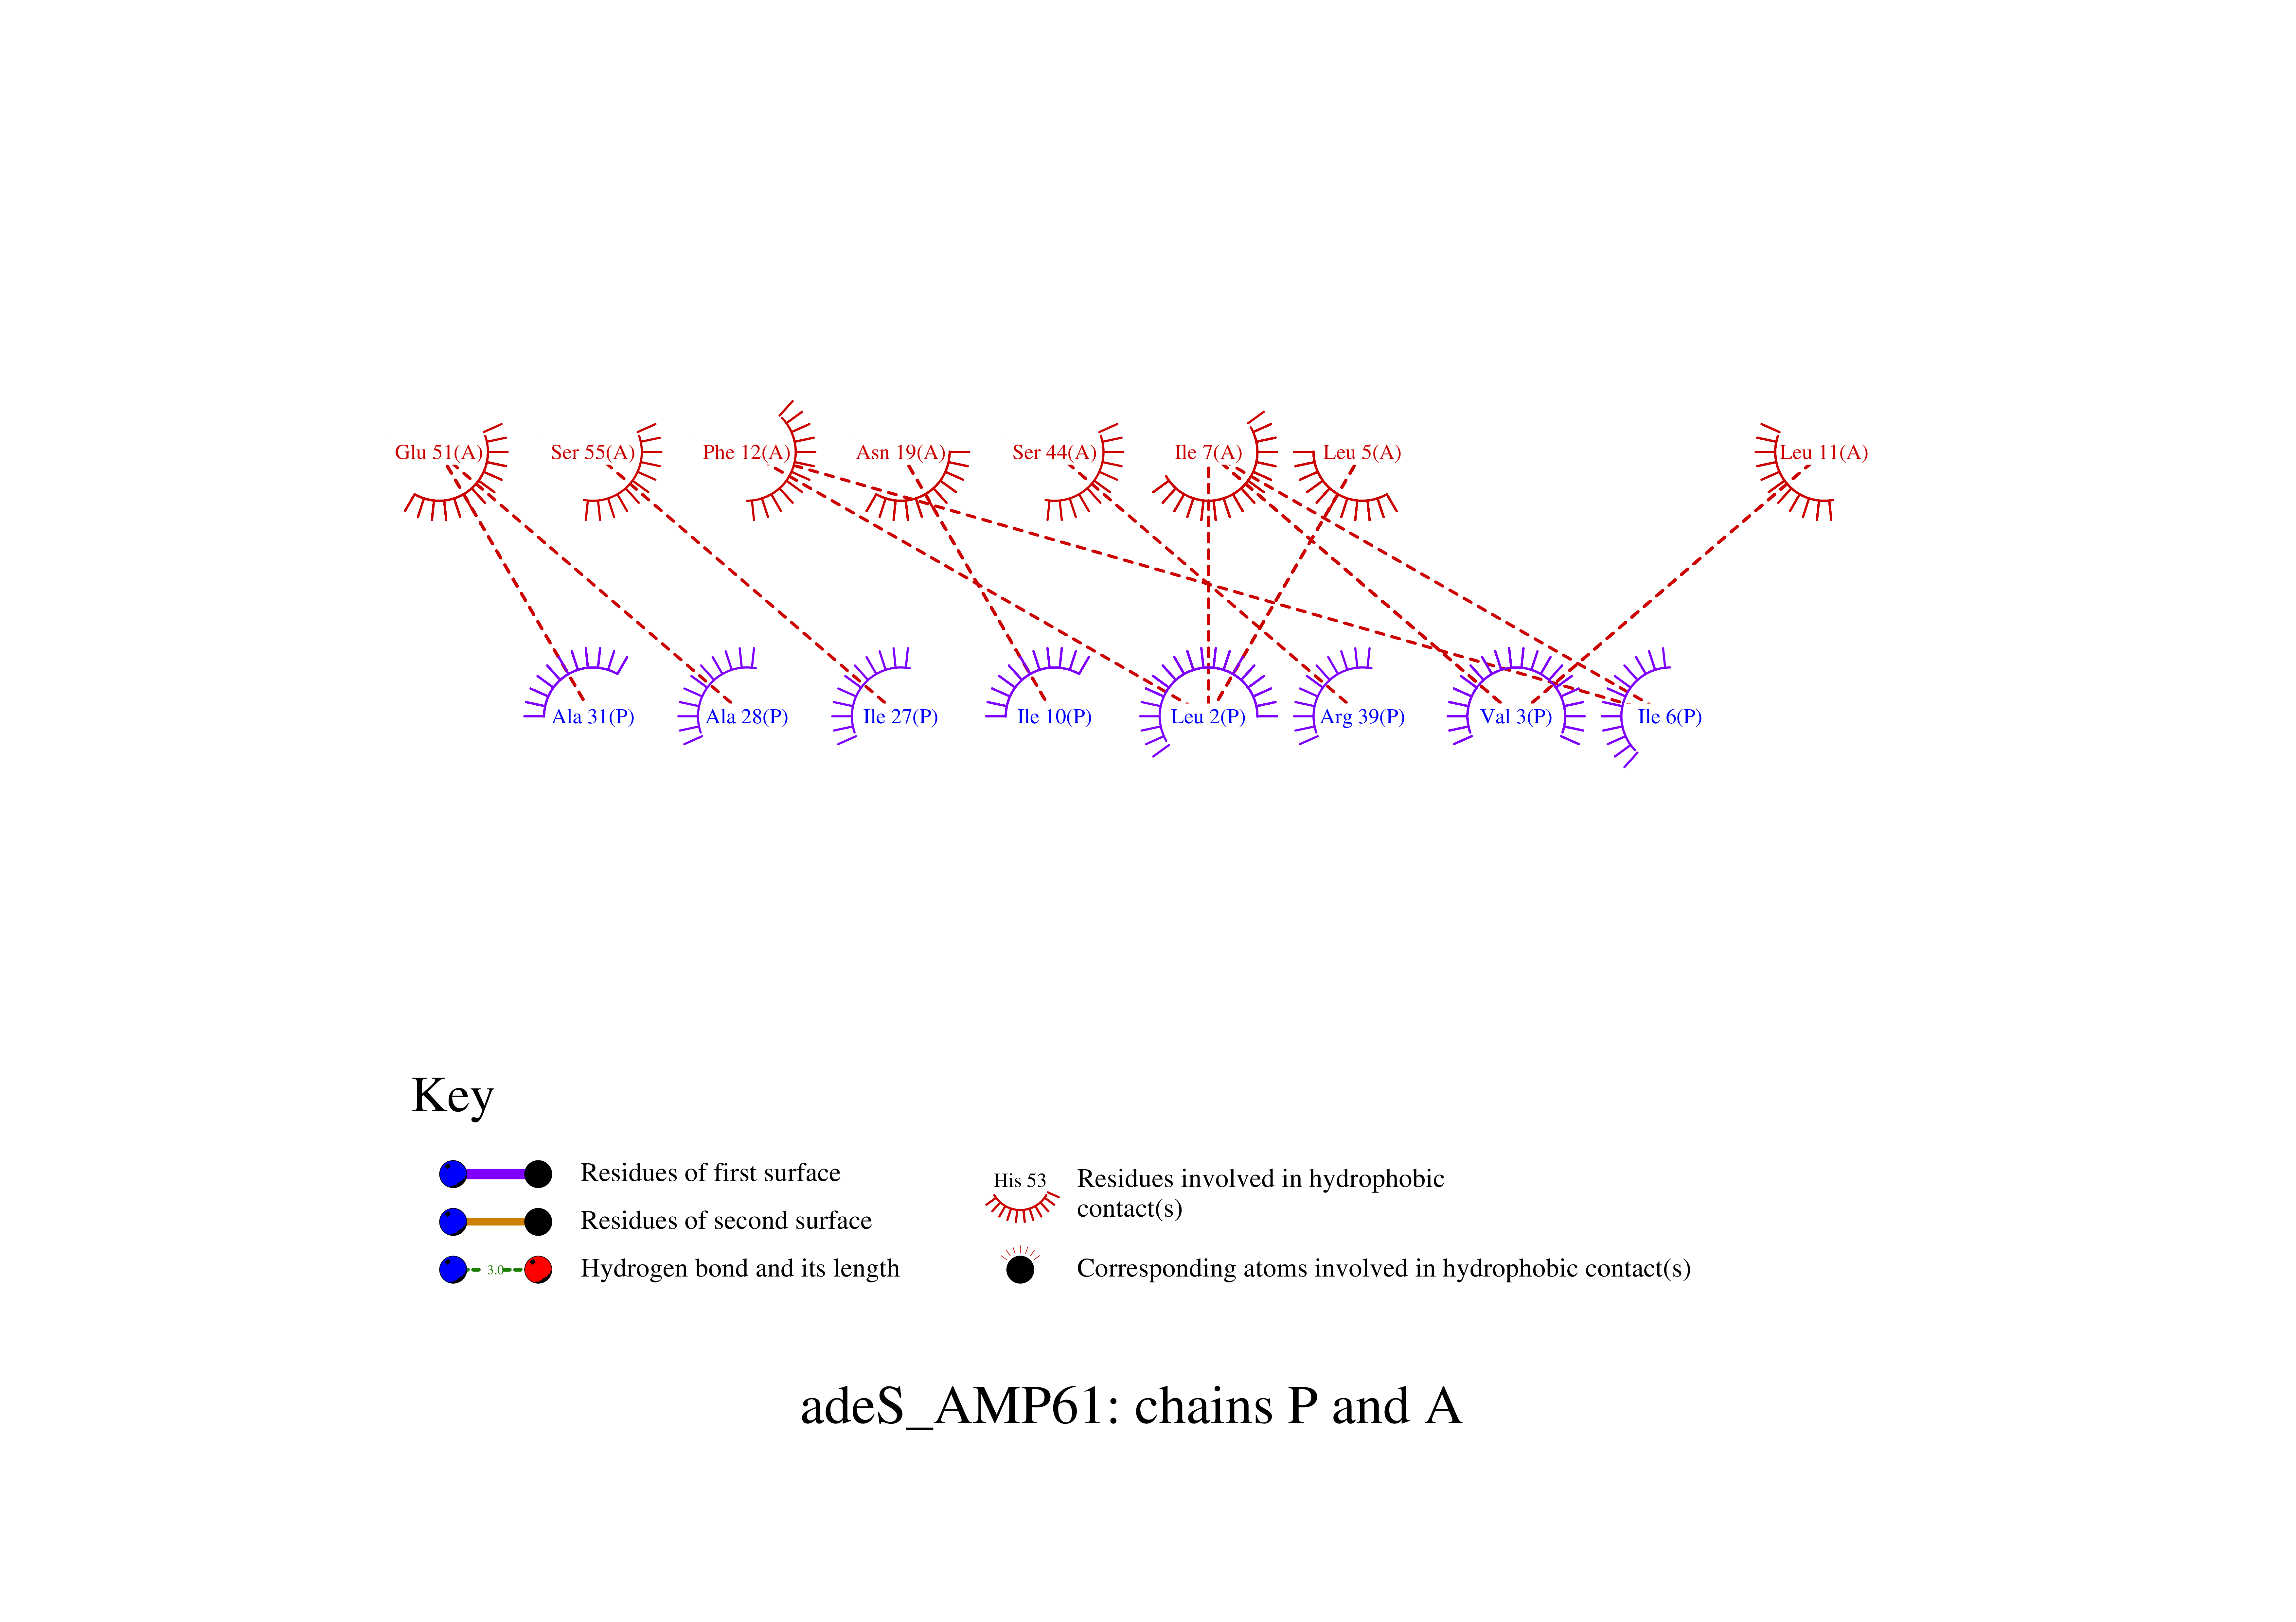 Glu 51(A) Ser 55(A) Phe 12(A) Asn 19(A) Ser 44(A) Ile 7(A) Leu 5(A) Leu 11(A)
Ala 31(P) Ala 28(P) Ile 27(P) Ile 10(P) Leu 2(P) Arg 39(P) Val 3(P) Ile 6(P)
Key
Residues of first surface
Residues of second surface
3.0 Hydrogen bond and its length
His 53 Residues involved in hydrophobic
contact(s)
Corresponding atoms involved in hydrophobic contact(s)
adeS_AMP61: chains P and A